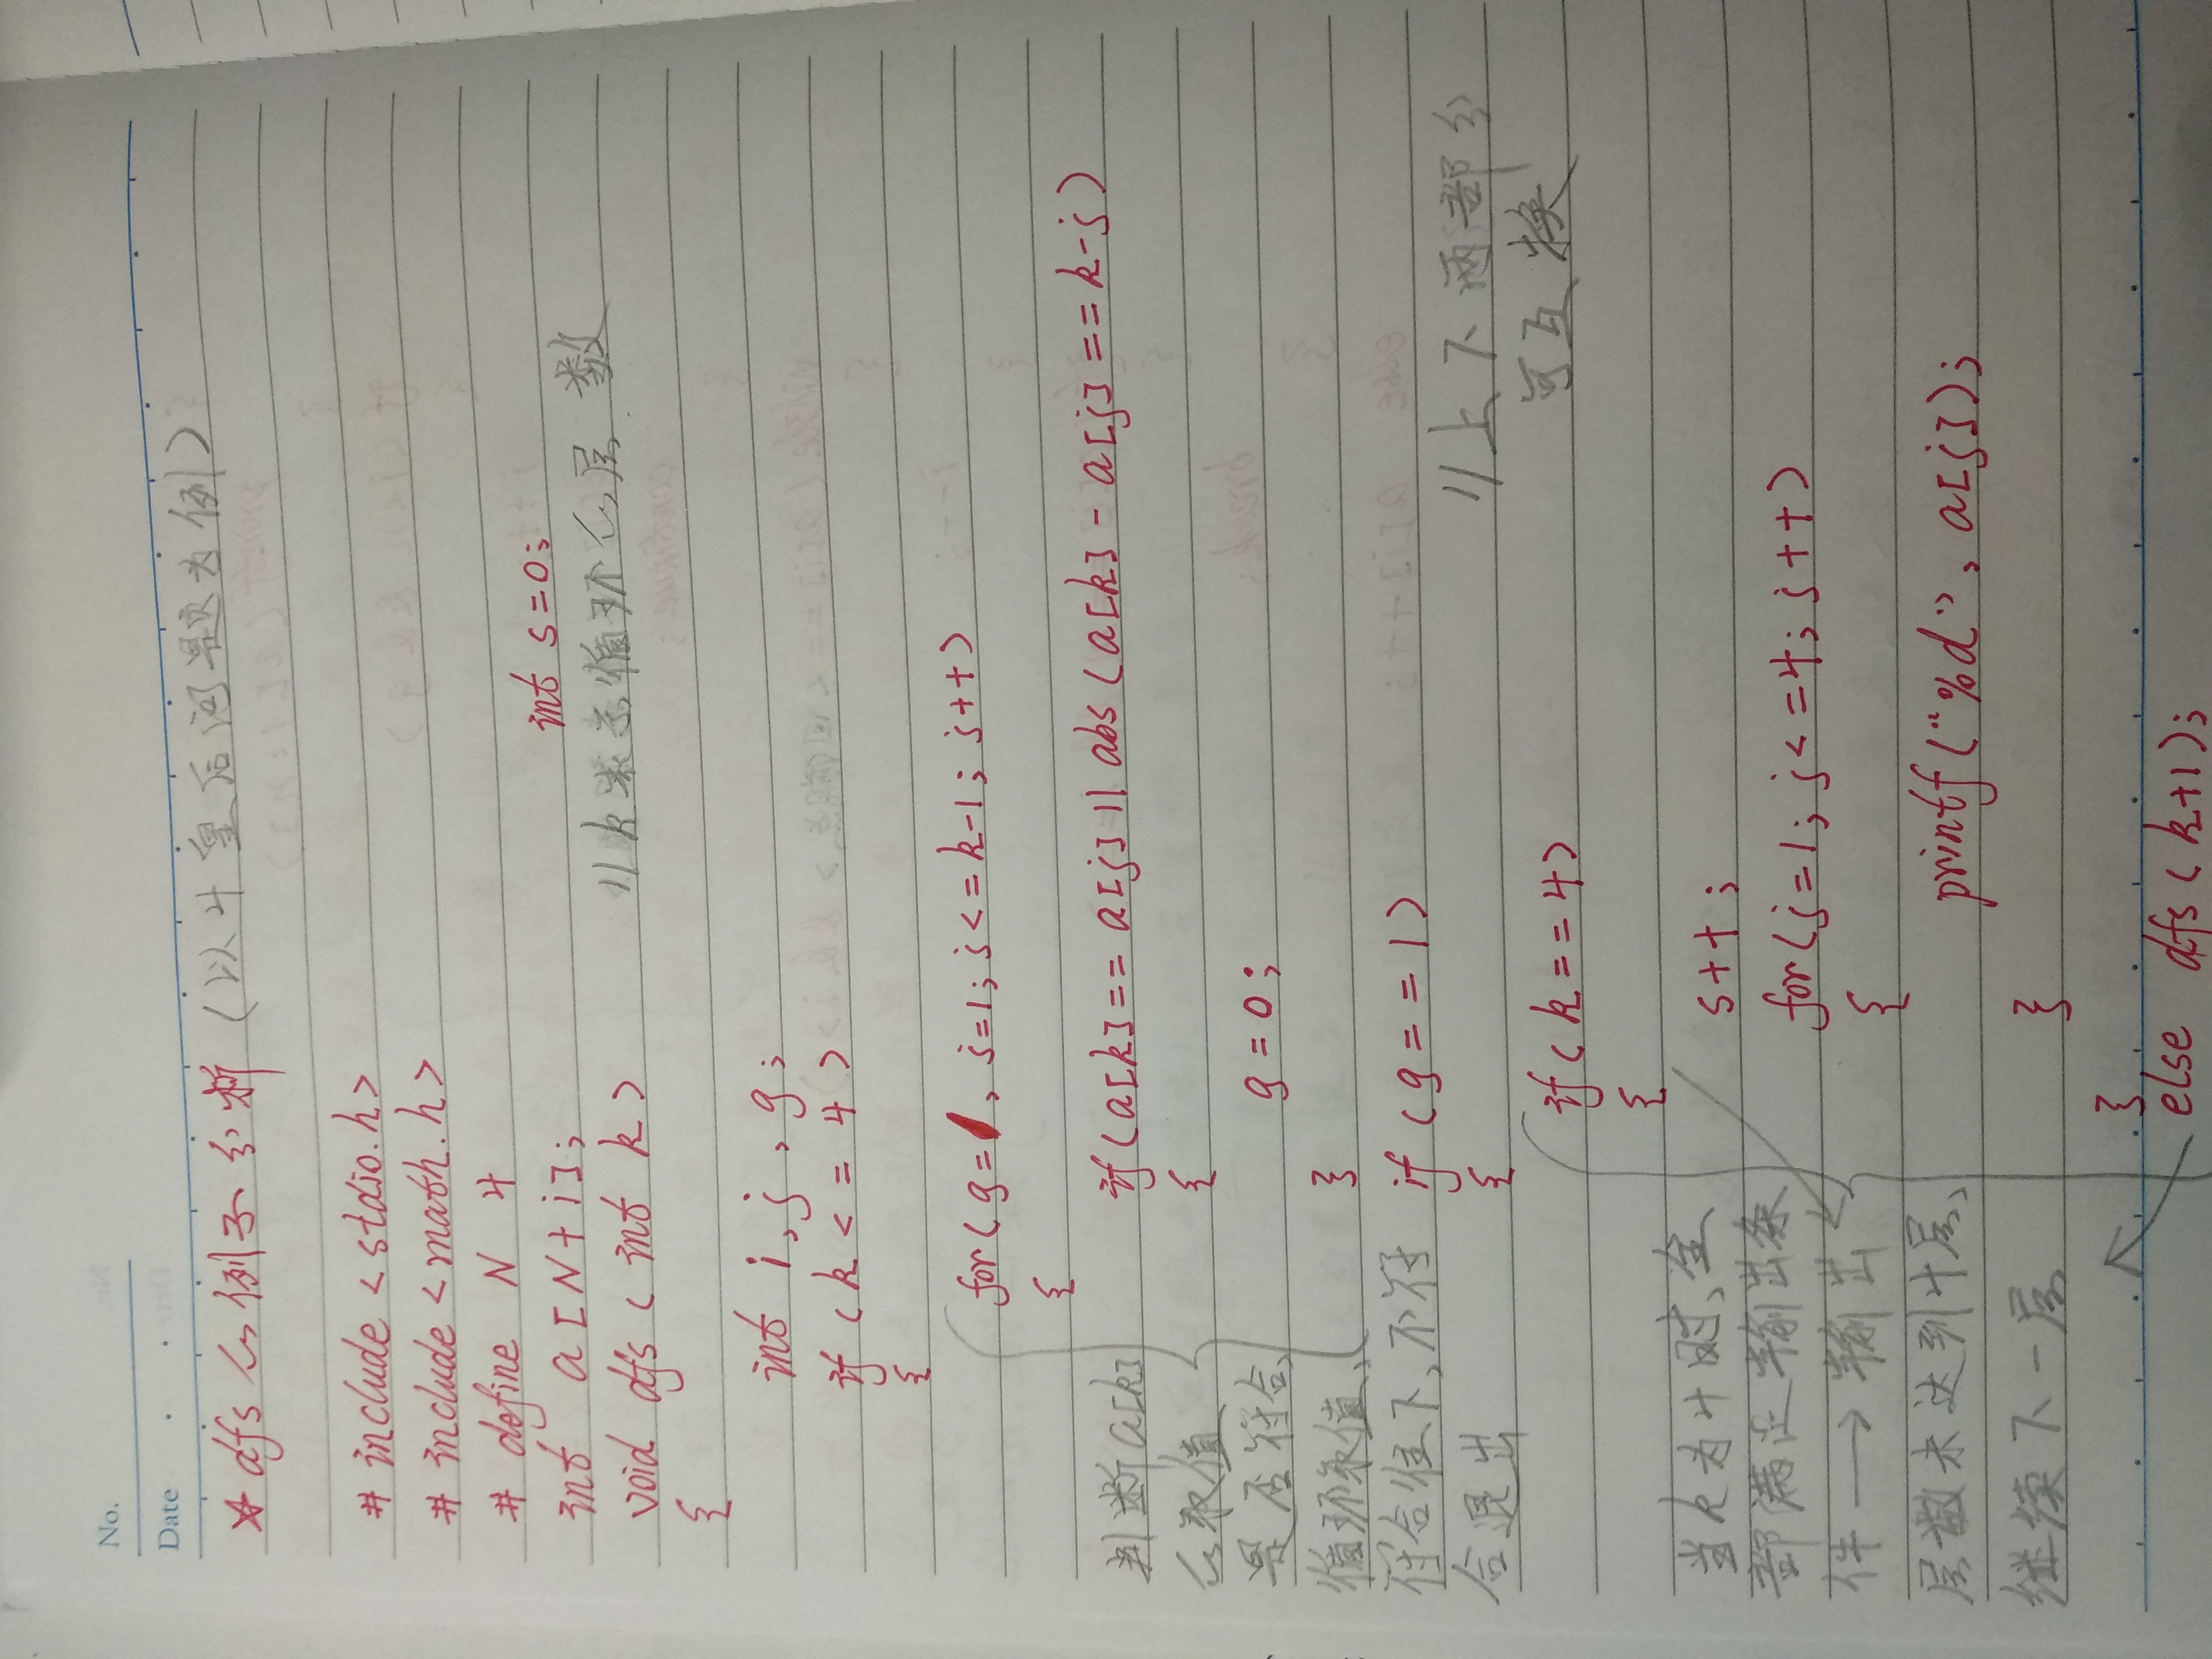 No.
Date
☆ dfs 的例子分析 (以4皇后问题为例)
# include <stdio.h>
# include <math.h>
# define N 4
int a[N+1]; int s=0;
void dfs ( int k ) //k表示循环的层数
{
int i, j, g;
if ( k <= 4 )
{
for( g=1, j=1; j<=k-1; j++)
{
判断a[k] if(a[k]== a[j] || abs(a[k] - a[j] == k-j)
的取值 {
是否符合, g = 0;
循环取值, }
符合往下,不符 if ( g == 1 )
合退出 { //上下两部分
可互换
if( k == 4)
{
当k为4时,全 s++;
部满足输出条 for(j=1; j<=4; j++)
件 → 输出 {
层数未达到4层, printf("%d", a[j]);
继续下一层 }
}
else dfs ( k+1);